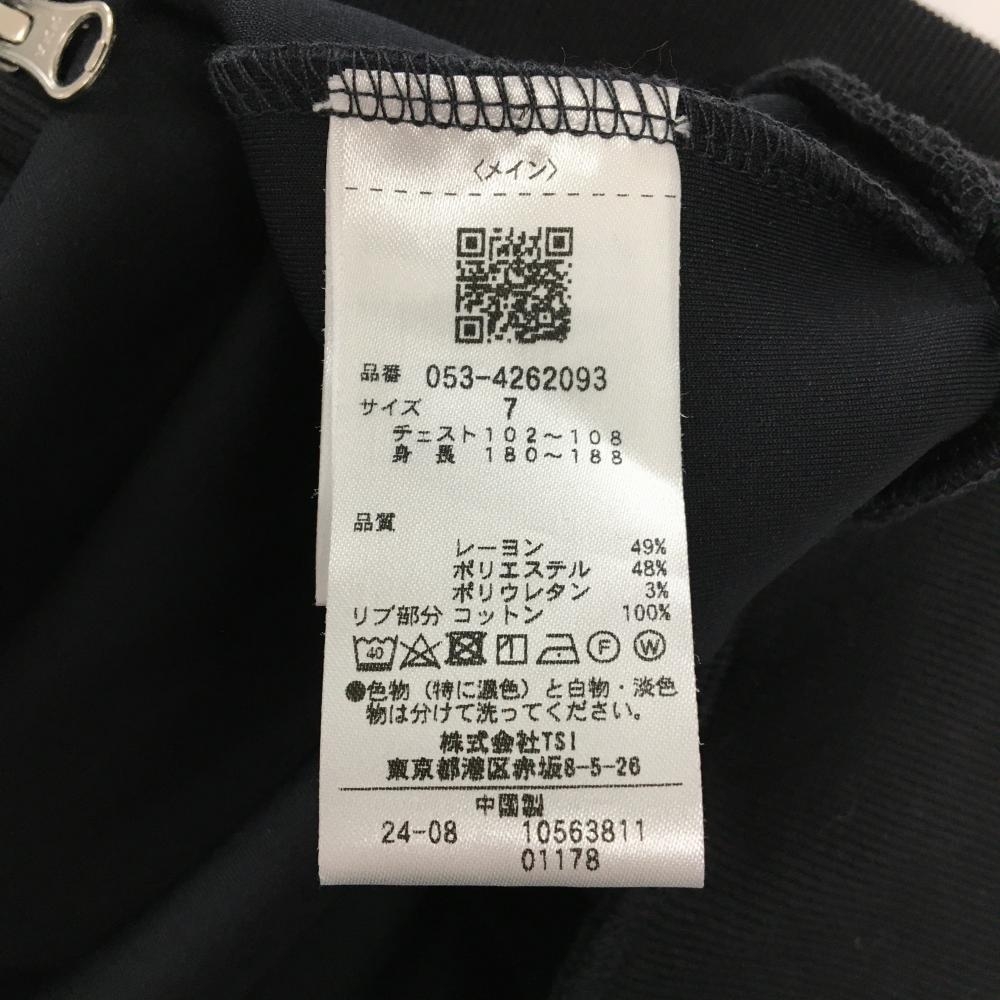 〈メイン〉
品番 053-4262093
サイズ 7
チェスト102〜108
身長 180〜188
品質
レーヨン 49%
ポリエステル 48%
ポリウレタン 3%
リブ部分 コットン 100%
40 F W
●色物（特に濃色）と白物・淡色
物は分けて洗ってください。
株式会社TSI
東京都港区赤坂8-5-26
中国製
24-08 10563811
01178